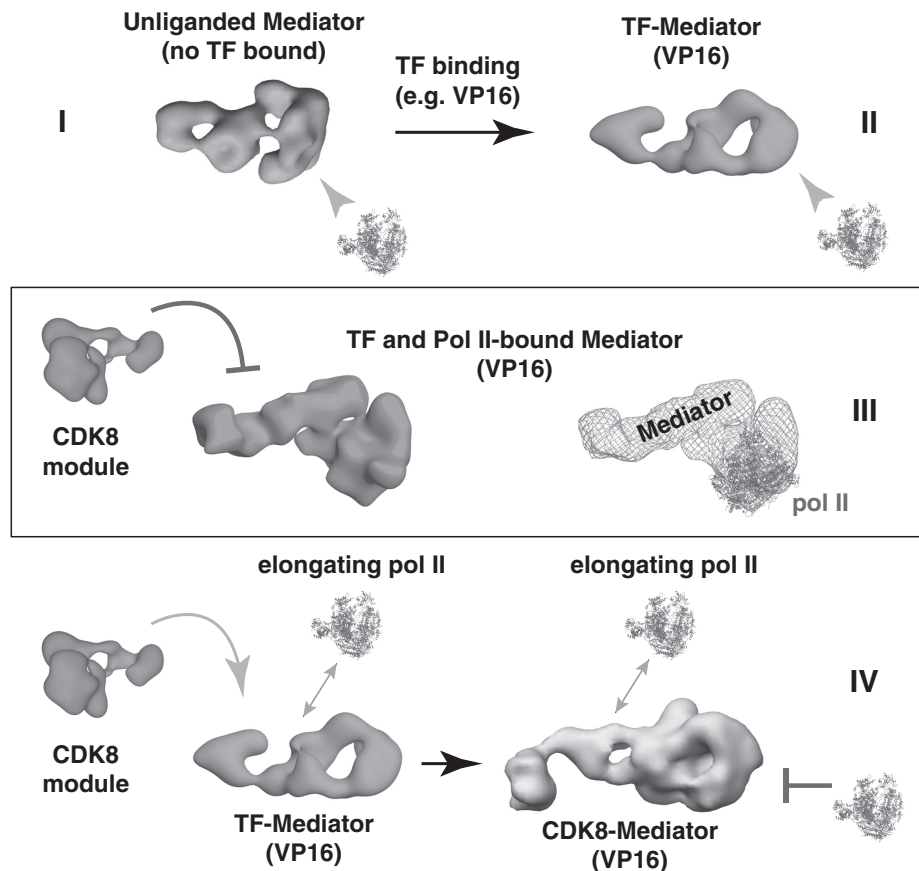 Unliganded Mediator
(no TF bound)
TF binding
(e.g. VP16)
TF-Mediator
(VP16)
I
II
TF and Pol II-bound Mediator
(VP16)
CDK8
module
Mediator
pol II
III
elongating pol II
elongating pol II
IV
CDK8
module
TF-Mediator
(VP16)
CDK8-Mediator
(VP16)